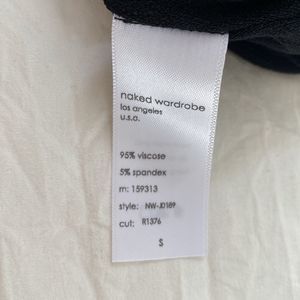 naked wardrobe
los angeles
u.s.a.
95% viscose
5% spandex
rn: 159313
style: NW-J0189
cut: R1376
S